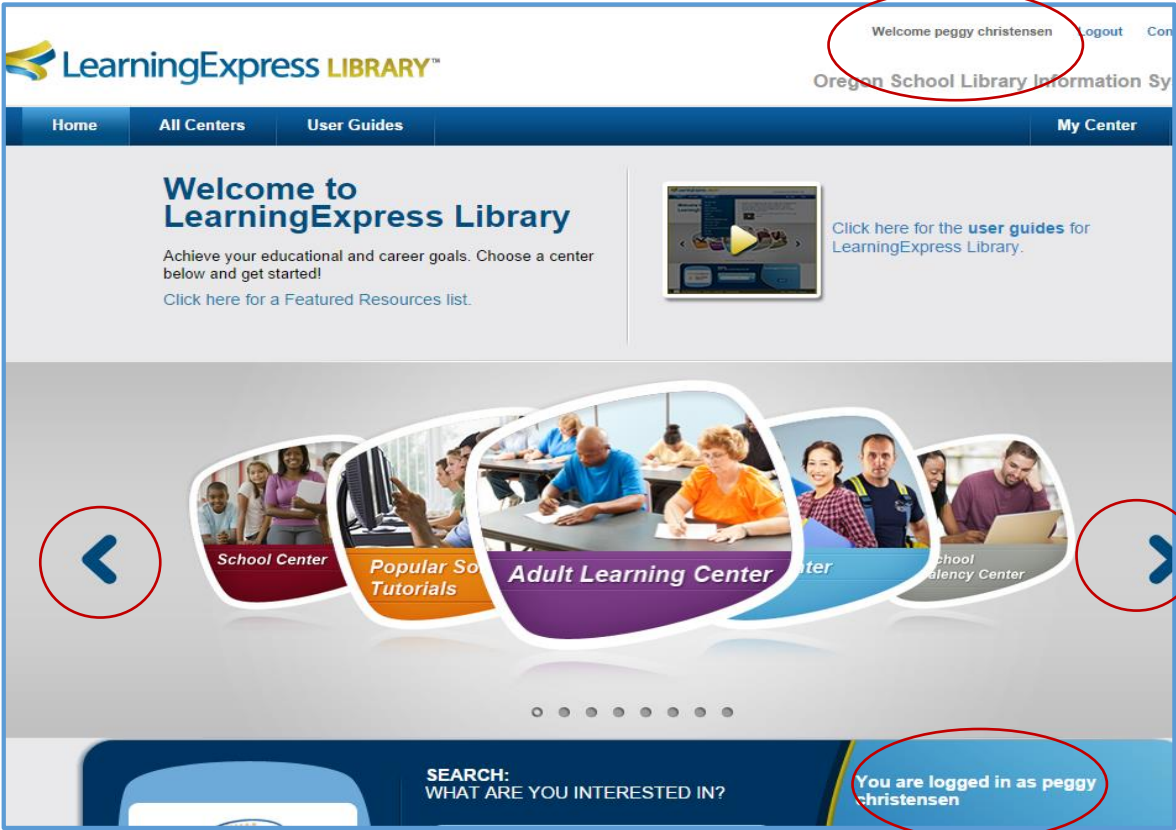 Welcome peggy christensen Logout Con
LearningExpress LIBRARY™
Oregon School Library Information Sy
Home All Centers User Guides My Center
Welcome to
LearningExpress Library
Achieve your educational and career goals. Choose a center
below and get started!
Click here for a Featured Resources list.
Click here for the user guides for
LearningExpress Library.
School Center
Popular So
Tutorials
Adult Learning Center
nter
chool
alency Center
SEARCH:
WHAT ARE YOU INTERESTED IN?
You are logged in as peggy
christensen